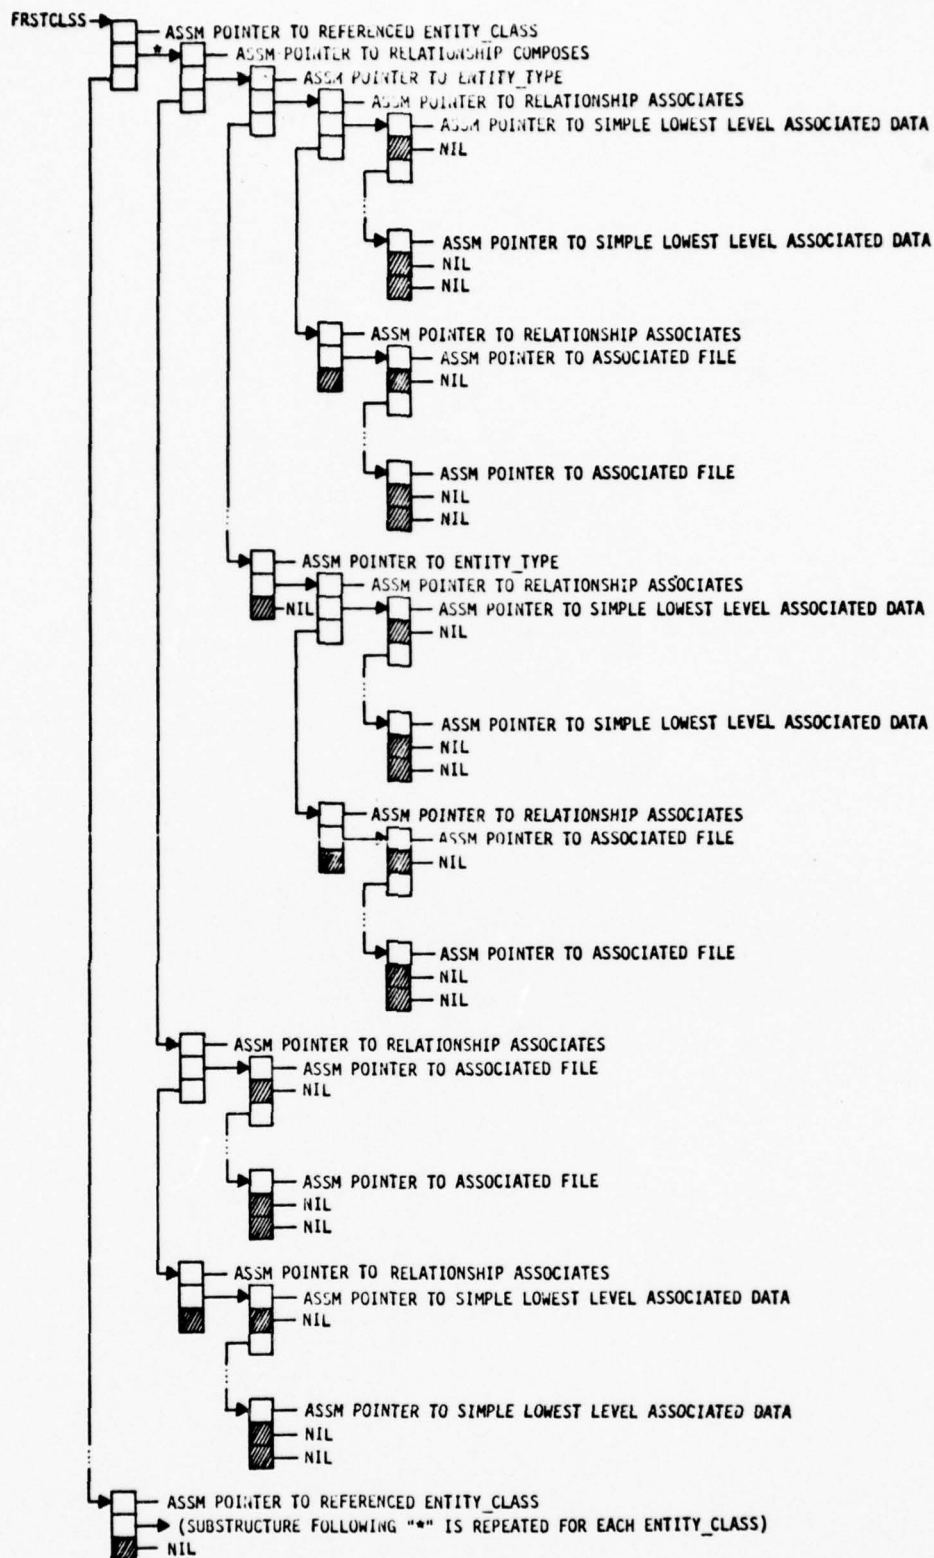 FRSTCLSS
ASSM POINTER TO REFERENCED ENTITY_CLASS
* ASSM POINTER TO RELATIONSHIP COMPOSES
ASSM POINTER TO ENTITY_TYPE
ASSM POINTER TO RELATIONSHIP ASSOCIATES
ASSM POINTER TO SIMPLE LOWEST LEVEL ASSOCIATED DATA
NIL
ASSM POINTER TO SIMPLE LOWEST LEVEL ASSOCIATED DATA
NIL
NIL
ASSM POINTER TO RELATIONSHIP ASSOCIATES
ASSM POINTER TO ASSOCIATED FILE
NIL
ASSM POINTER TO ASSOCIATED FILE
NIL
NIL
ASSM POINTER TO ENTITY_TYPE
ASSM POINTER TO RELATIONSHIP ASSOCIATES
NIL ASSM POINTER TO SIMPLE LOWEST LEVEL ASSOCIATED DATA
NIL
ASSM POINTER TO SIMPLE LOWEST LEVEL ASSOCIATED DATA
NIL
NIL
ASSM POINTER TO RELATIONSHIP ASSOCIATES
ASSM POINTER TO ASSOCIATED FILE
NIL
ASSM POINTER TO ASSOCIATED FILE
NIL
NIL
ASSM POINTER TO RELATIONSHIP ASSOCIATES
ASSM POINTER TO ASSOCIATED FILE
NIL
ASSM POINTER TO ASSOCIATED FILE
NIL
NIL
ASSM POINTER TO RELATIONSHIP ASSOCIATES
ASSM POINTER TO SIMPLE LOWEST LEVEL ASSOCIATED DATA
NIL
ASSM POINTER TO SIMPLE LOWEST LEVEL ASSOCIATED DATA
NIL
NIL
ASSM POINTER TO REFERENCED ENTITY_CLASS
(SUBSTRUCTURE FOLLOWING "*" IS REPEATED FOR EACH ENTITY_CLASS)
NIL